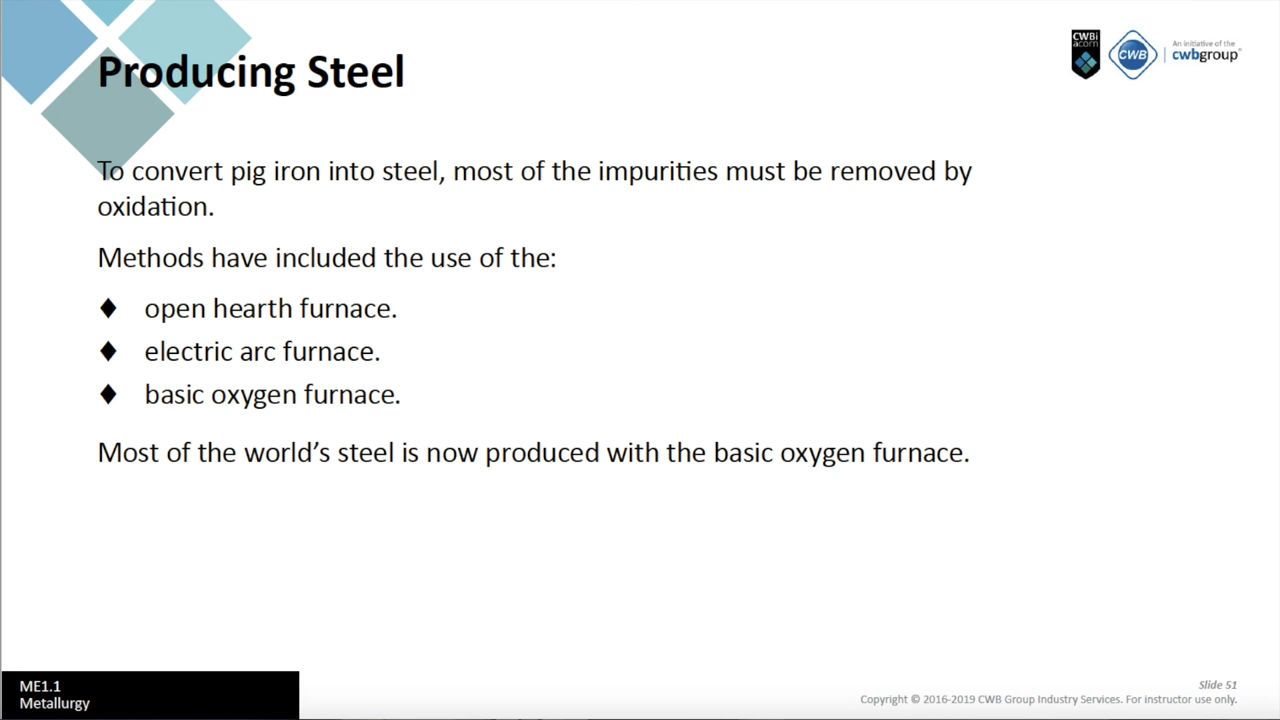 Producing Steel
CWBi
acorn
CWB
An initiative of the
cwbgroup
To convert pig iron into steel, most of the impurities must be removed by
oxidation.
Methods have included the use of the:
♦ open hearth furnace.
♦ electric arc furnace.
♦ basic oxygen furnace.
Most of the world’s steel is now produced with the basic oxygen furnace.
ME1.1
Metallurgy
Slide 51
Copyright © 2016-2019 CWB Group Industry Services. For instructor use only.